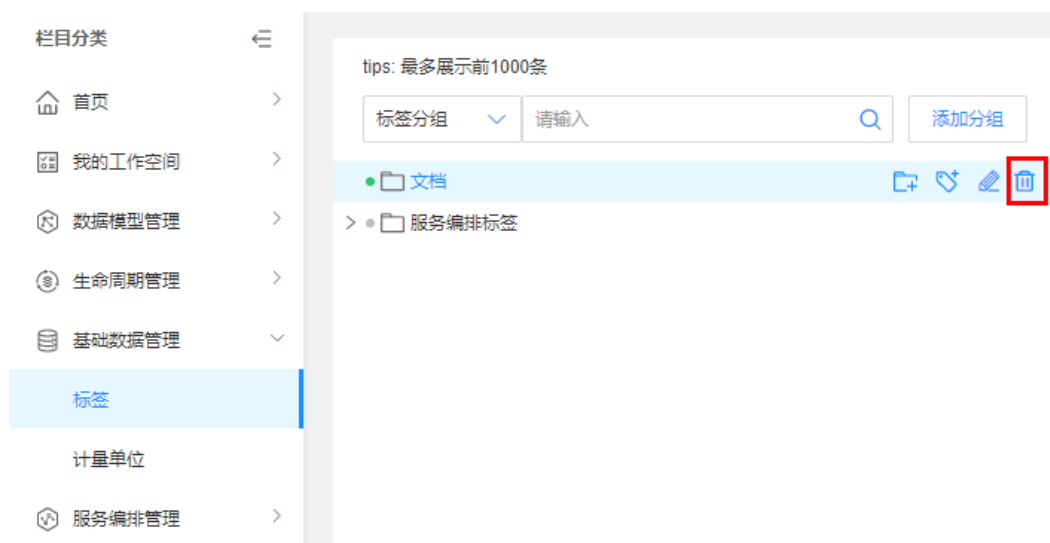 栏目分类
首页
我的工作空间
数据模型管理
生命周期管理
基础数据管理
标签
计量单位
服务编排管理
tips: 最多展示前1000条
标签分组 请输入 添加分组
文档
服务编排标签